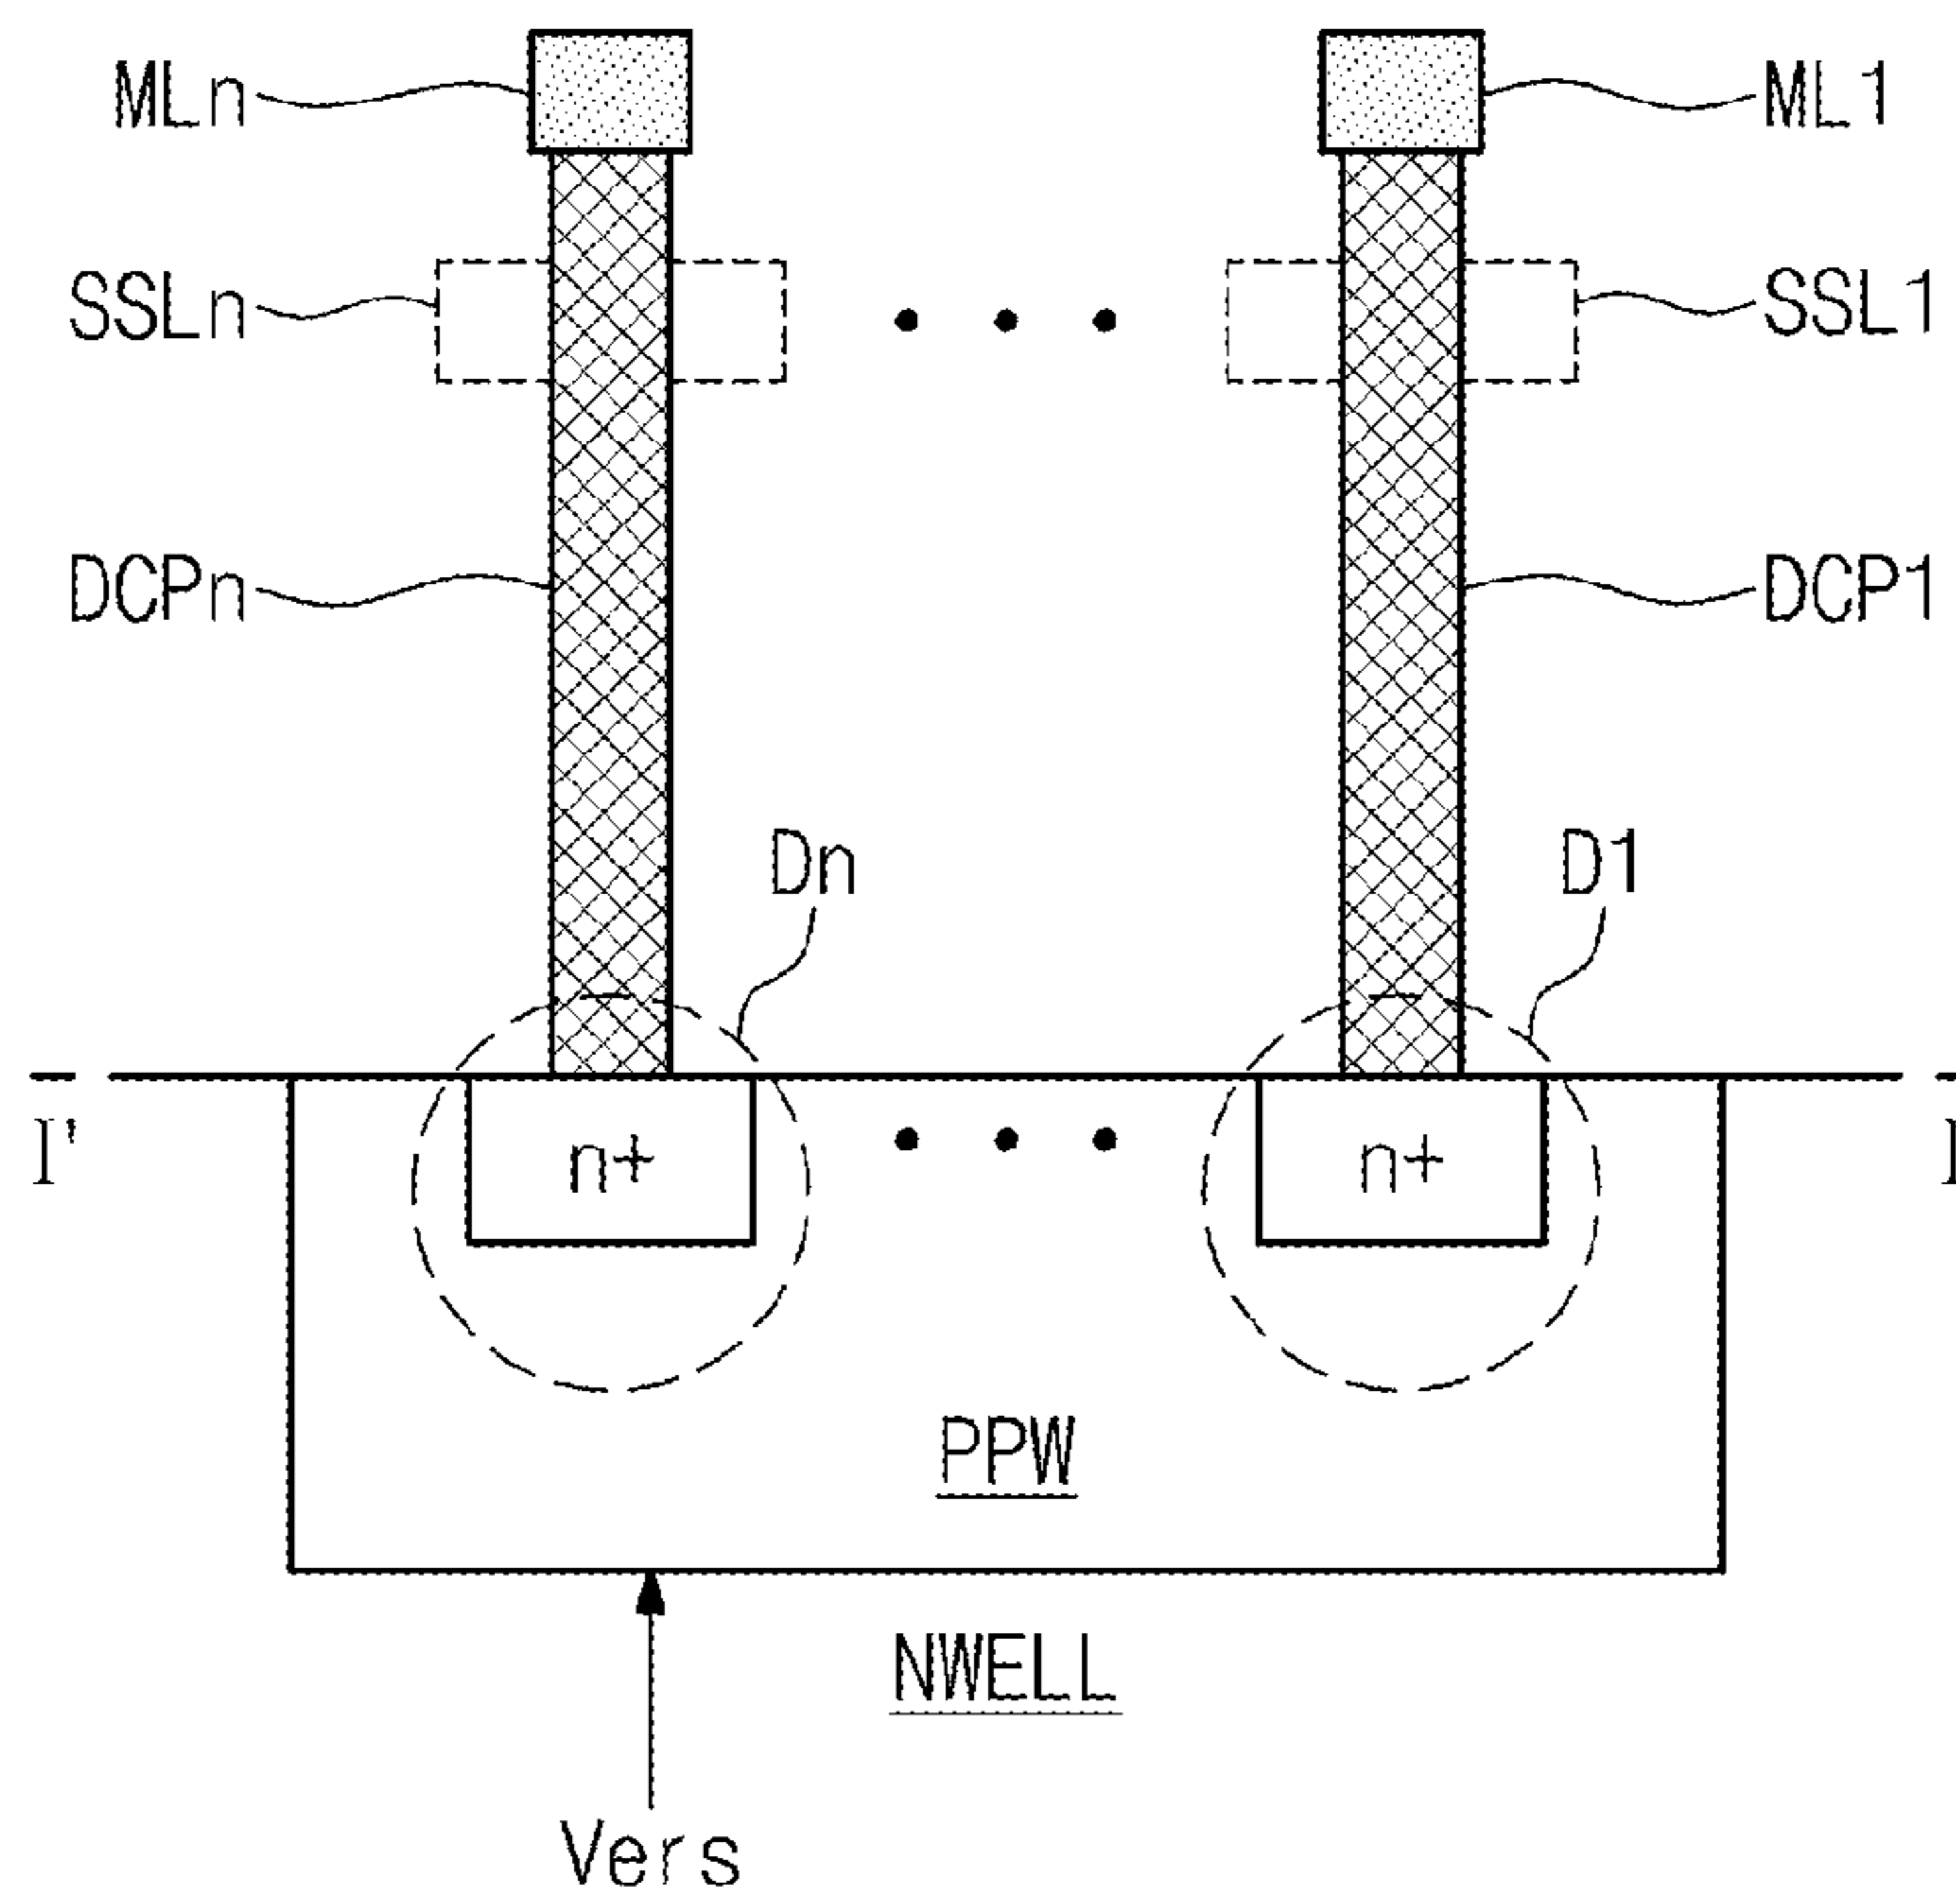 MLn ML1
SSLn SSL1
DCPn DCP1
Dn D1
I' I
n+ n+
PPW
NWELL
Vers